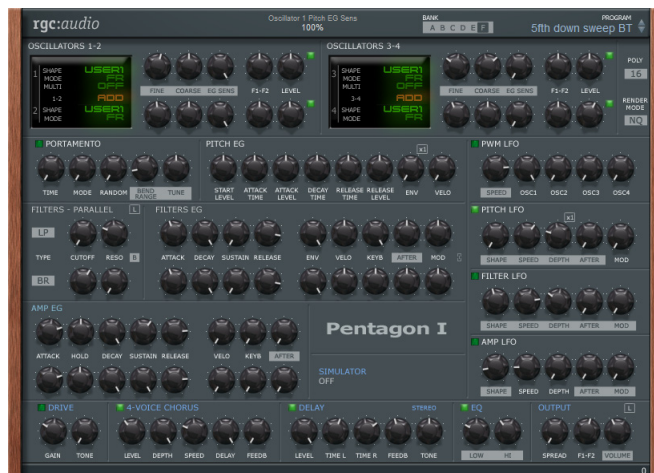 rgc:audio
Oscillator 1 Pitch EG Sens
100%
BANK
A B C D E F
PROGRAM
5fth down sweep BT
OSCILLATORS 1-2
OSCILLATORS 3-4
1 SHAPE USER1
MODE FR
MULTI OFF
1-2 ADD
2 SHAPE USER1
MODE FR
FINE COARSE EG SENS F1-F2 LEVEL
3 SHAPE USER1
MODE FR
MULTI OFF
3-4 ADD
4 SHAPE USER1
MODE FR
FINE COARSE EG SENS F1-F2 LEVEL
POLY
16
RENDER
MODE
NQ
PORTAMENTO
TIME MODE RANDOM BEND RANGE TUNE
PITCH EG
x1
START LEVEL ATTACK TIME ATTACK LEVEL DECAY TIME RELEASE TIME RELEASE LEVEL ENV VELO
PWM LFO
SPEED OSC1 OSC2 OSC3 OSC4
FILTERS - PARALLEL L
LP
TYPE CUTOFF RESO B
BR
FILTERS EG
ATTACK DECAY SUSTAIN RELEASE ENV VELO KEYB AFTER MOD
PITCH LFO
x1
SHAPE SPEED DEPTH AFTER MOD
FILTER LFO
SHAPE SPEED DEPTH AFTER MOD
AMP EG
ATTACK HOLD DECAY SUSTAIN RELEASE VELO KEYB AFTER
Pentagon I
SIMULATOR
OFF
AMP LFO
SHAPE SPEED DEPTH AFTER MOD
DRIVE
GAIN TONE
4-VOICE CHORUS
LEVEL DEPTH SPEED DELAY FEEDB
DELAY STEREO
LEVEL TIME L TIME R FEEDB TONE
EQ
LOW HI
OUTPUT L
SPREAD F1-F2 VOLUME
0